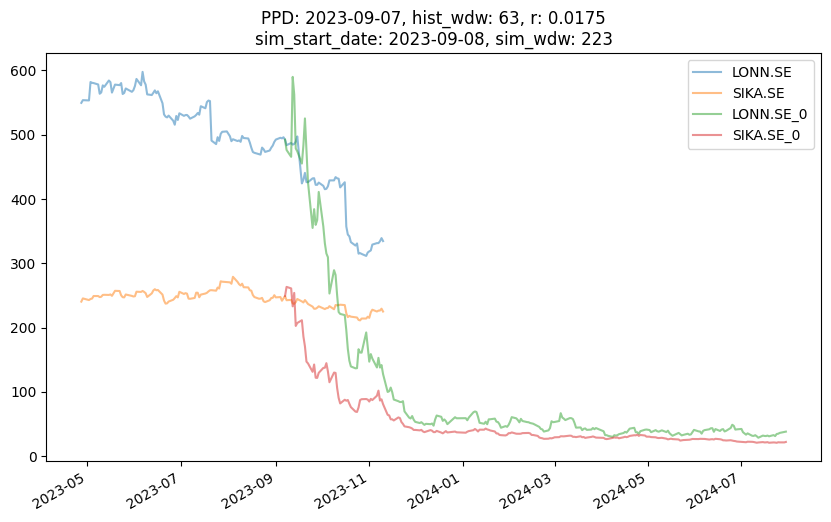 PPD: 2023-09-07, hist_wdw: 63, r: 0.0175
sim_start_date: 2023-09-08, sim_wdw: 223
600
500
400
300
200
100
0
LONN.SE
SIKA.SE
LONN.SE_0
SIKA.SE_0
2023-05
2023-07
2023-09
2023-11
2024-01
2024-03
2024-05
2024-07